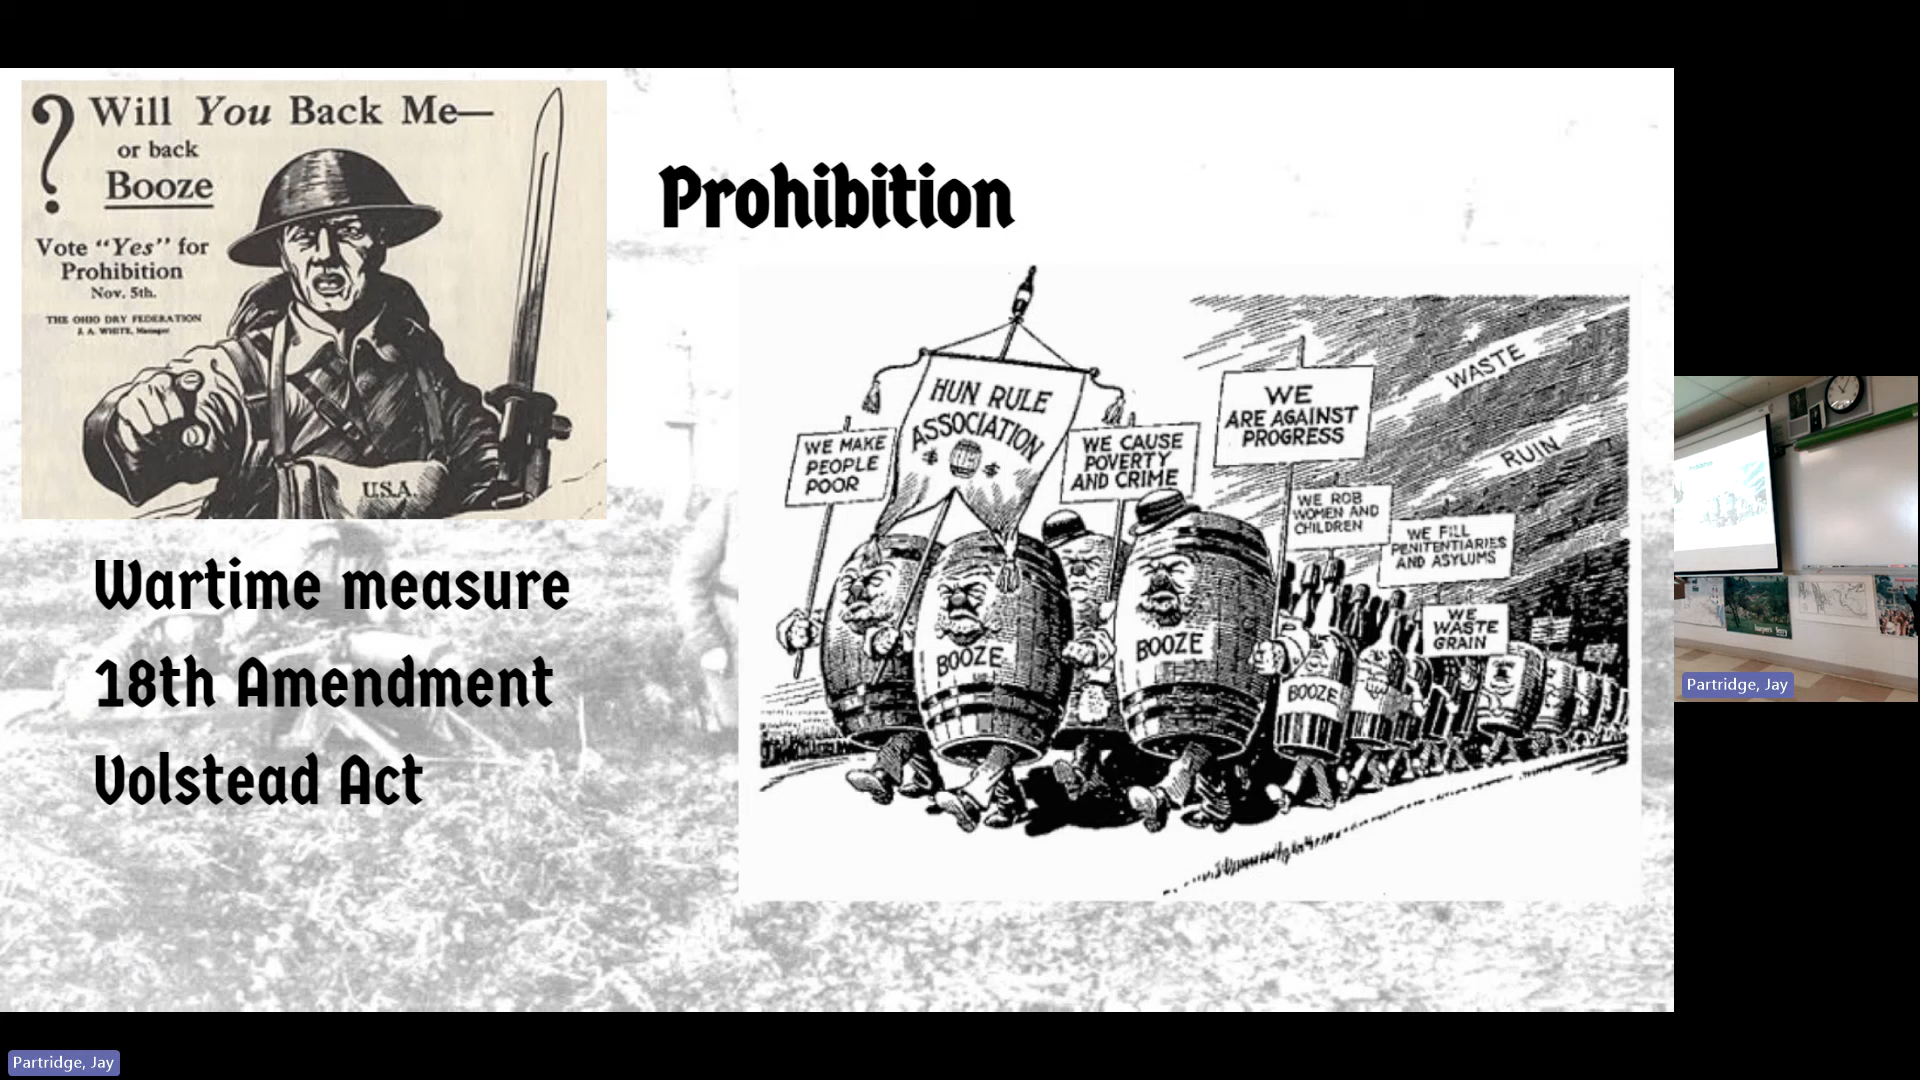 ? Will You Back Me—
or back
Booze
Vote "Yes" for
Prohibition
Nov. 5th.
THE OHIO DRY FEDERATION
J. A. WHITE, Manager
U.S.A.
Prohibition
Wartime measure
18th Amendment
Volstead Act
HUN RULE
ASSOCIATION
WE MAKE
PEOPLE
POOR
WE CAUSE
POVERTY
AND CRIME
WE
ARE AGAINST
PROGRESS
WE ROB
WOMEN AND
CHILDREN
WE FILL
PENITENTIARIES
AND ASYLUMS
WE
WASTE
GRAIN
WASTE
RUIN
BOOZE
BOOZE
BOOZE
Partridge, Jay
Partridge, Jay